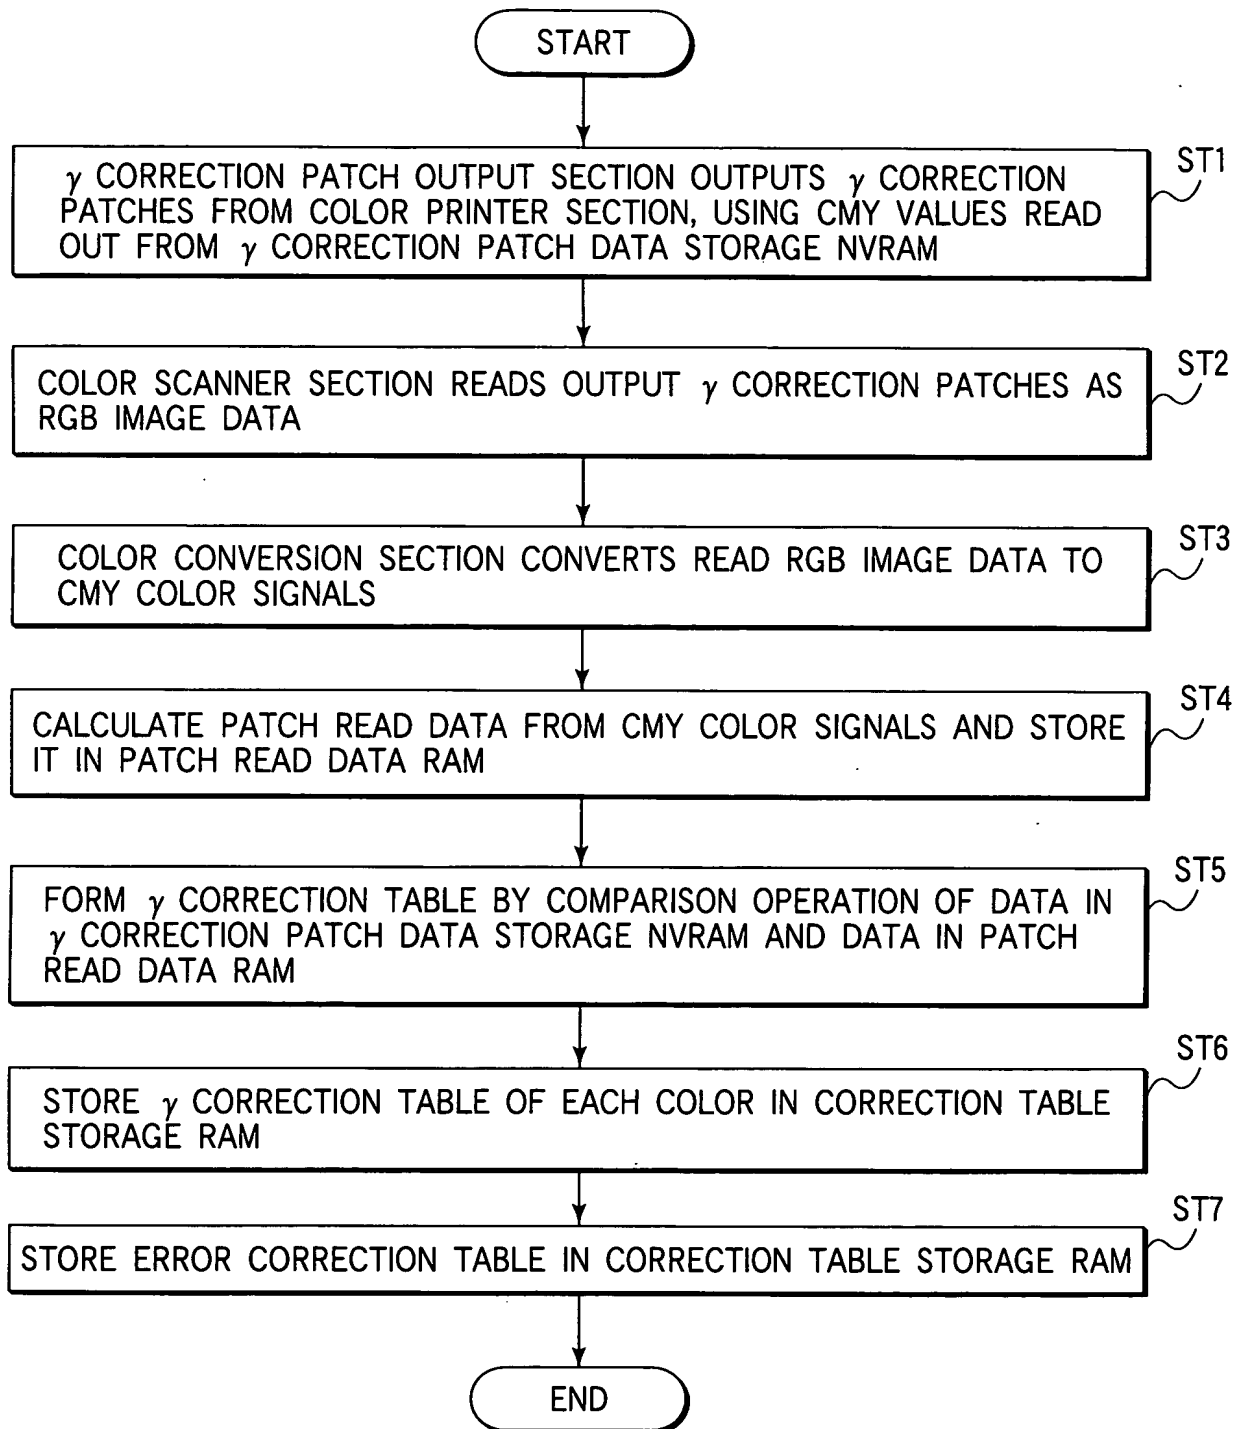 START
γ CORRECTION PATCH OUTPUT SECTION OUTPUTS γ CORRECTION
PATCHES FROM COLOR PRINTER SECTION, USING CMY VALUES READ
OUT FROM γ CORRECTION PATCH DATA STORAGE NVRAM
ST1
COLOR SCANNER SECTION READS OUTPUT γ CORRECTION PATCHES AS
RGB IMAGE DATA
ST2
COLOR CONVERSION SECTION CONVERTS READ RGB IMAGE DATA TO
CMY COLOR SIGNALS
ST3
CALCULATE PATCH READ DATA FROM CMY COLOR SIGNALS AND STORE
IT IN PATCH READ DATA RAM
ST4
FORM γ CORRECTION TABLE BY COMPARISON OPERATION OF DATA IN
γ CORRECTION PATCH DATA STORAGE NVRAM AND DATA IN PATCH
READ DATA RAM
ST5
STORE γ CORRECTION TABLE OF EACH COLOR IN CORRECTION TABLE
STORAGE RAM
ST6
STORE ERROR CORRECTION TABLE IN CORRECTION TABLE STORAGE RAM
ST7
END